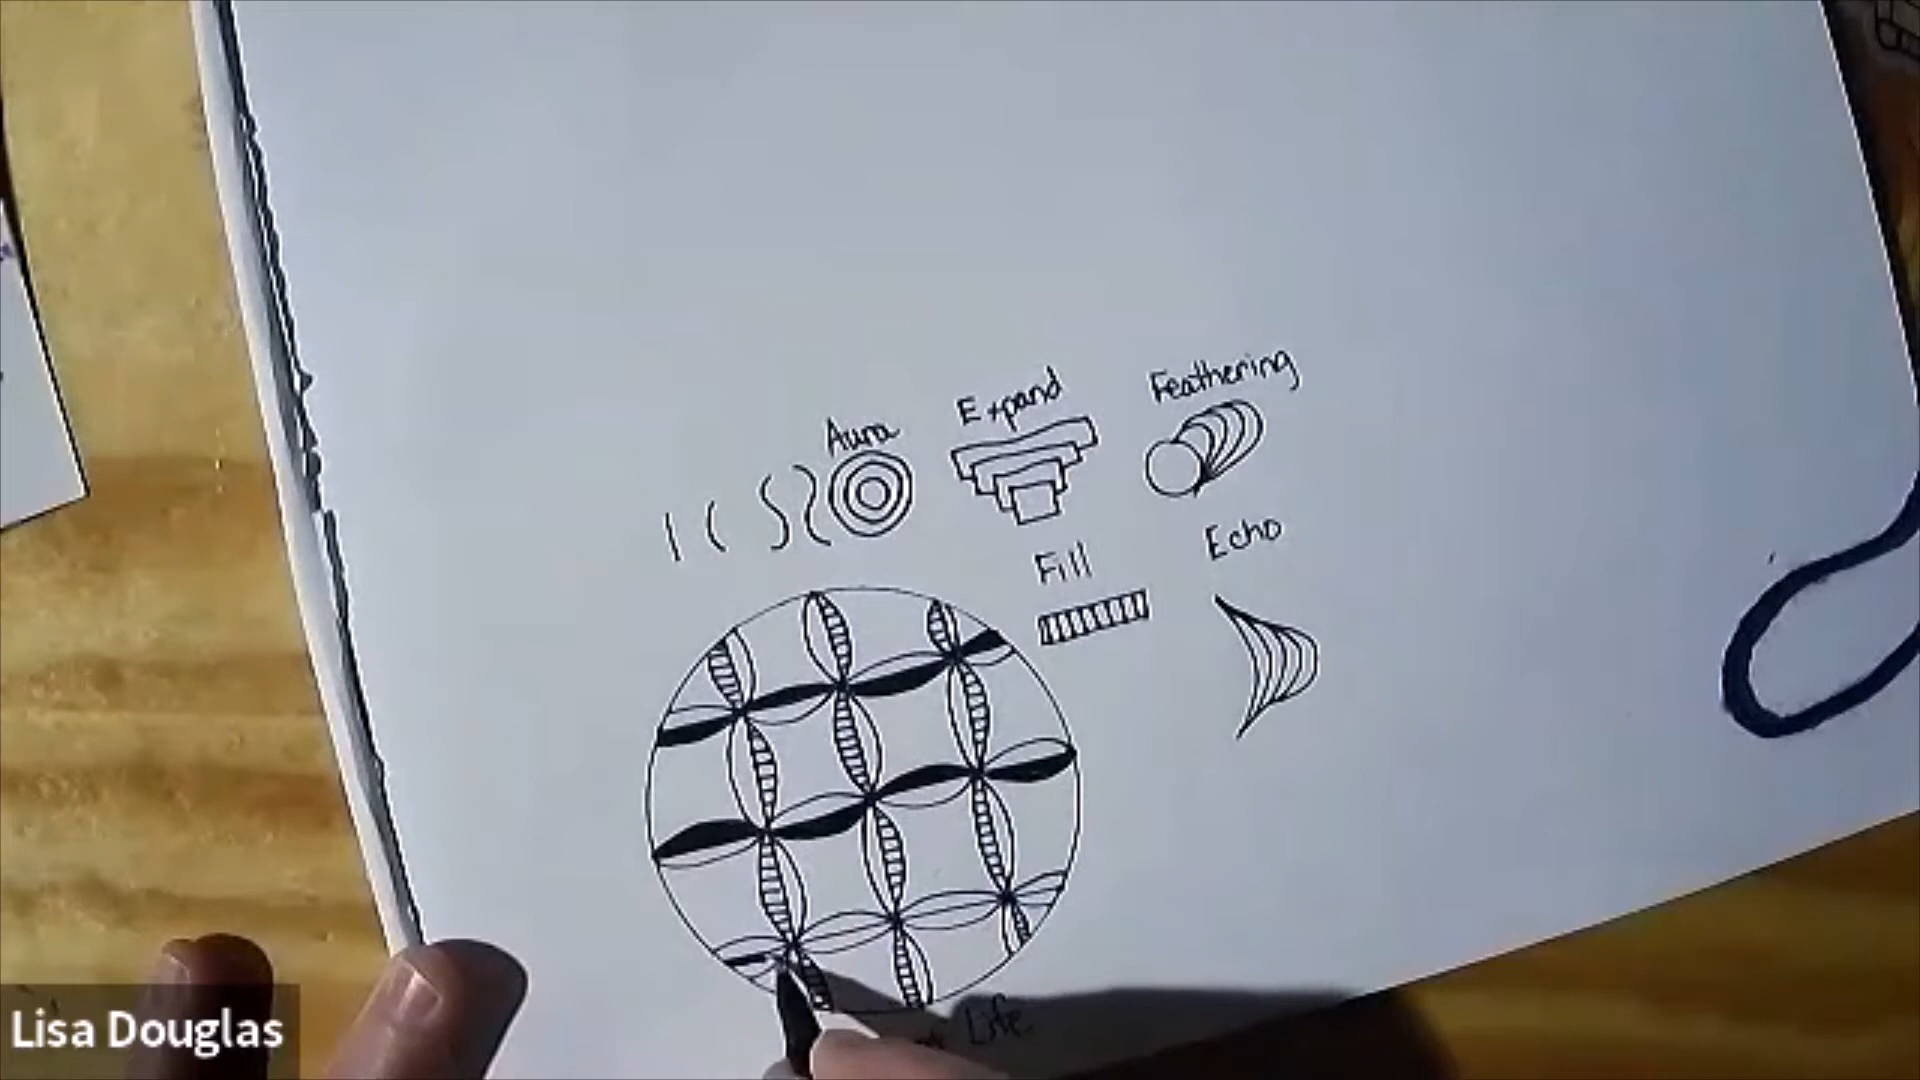 Feathering
Expand
Aura
Echo
Fill
Life
Lisa Douglas